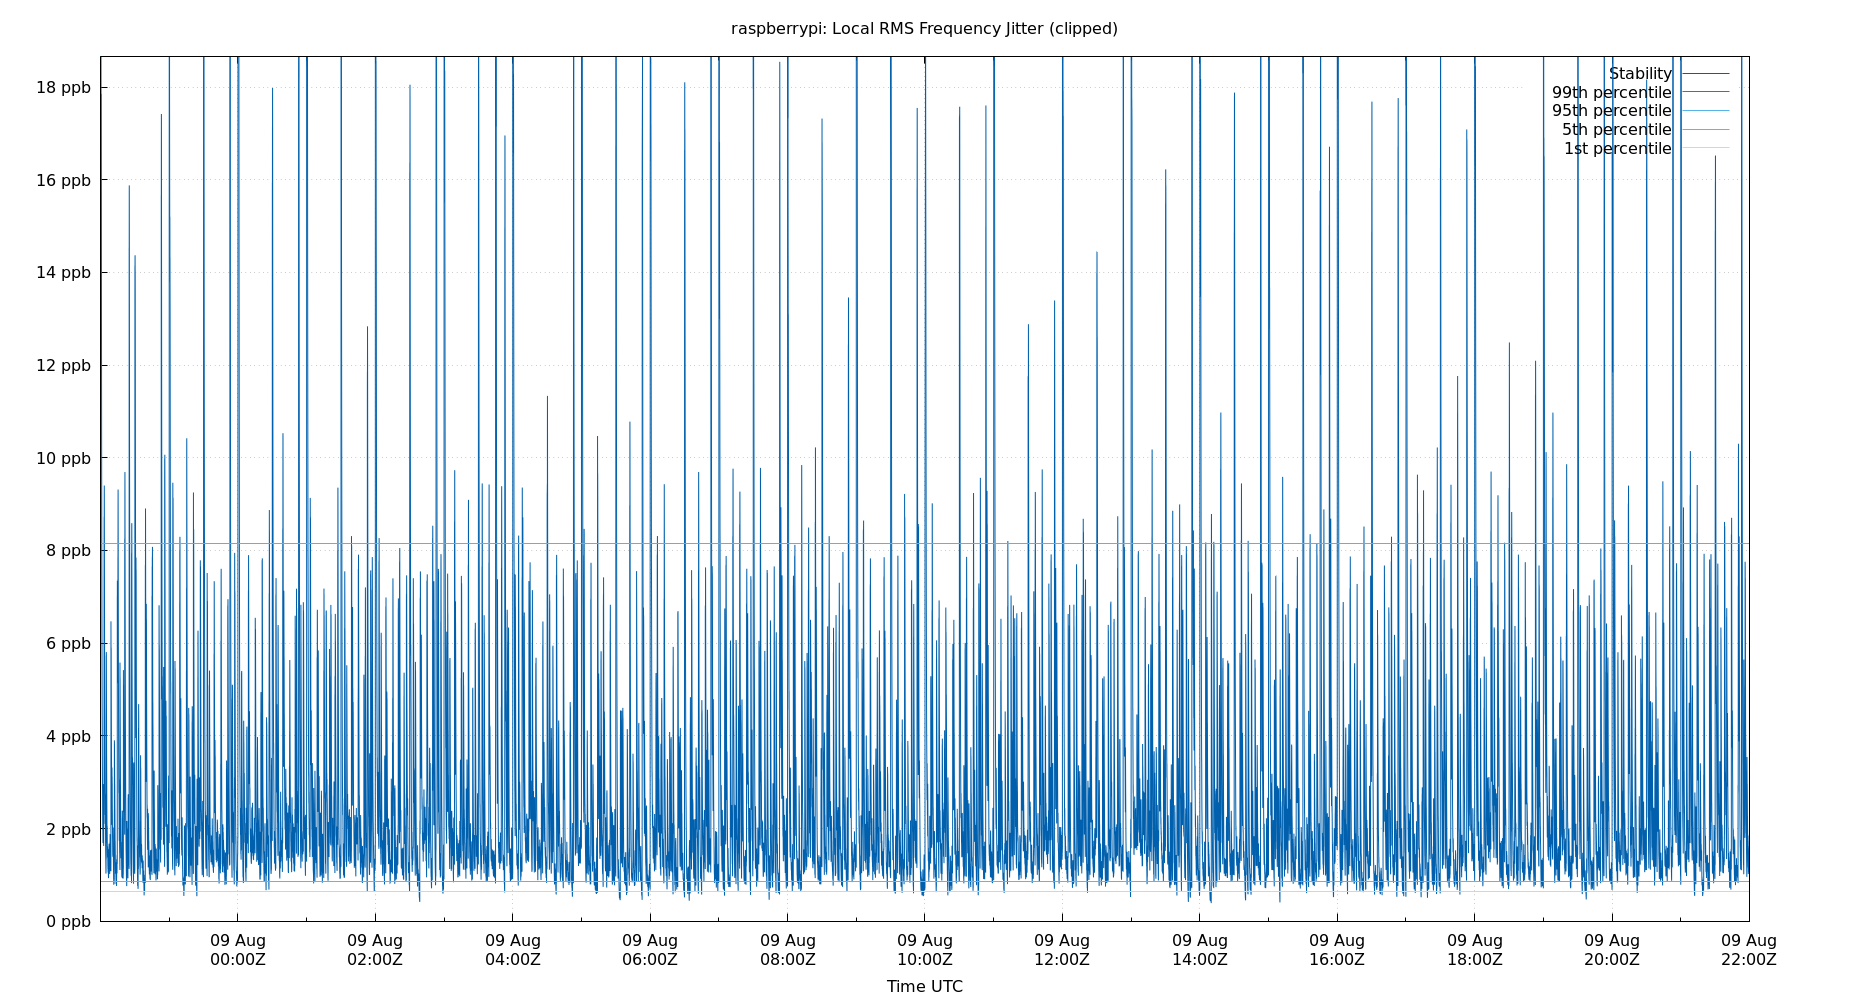 raspberrypi: Local RMS Frequency Jitter (clipped)
Stability
99th percentile
95th percentile
5th percentile
1st percentile
18 ppb
16 ppb
14 ppb
12 ppb
10 ppb
8 ppb
6 ppb
4 ppb
2 ppb
0 ppb
09 Aug 09 Aug 09 Aug 09 Aug 09 Aug 09 Aug 09 Aug 09 Aug 09 Aug 09 Aug 09 Aug 09 Aug
00:00Z 02:00Z 04:00Z 06:00Z 08:00Z 10:00Z 12:00Z 14:00Z 16:00Z 18:00Z 20:00Z 22:00Z
Time UTC